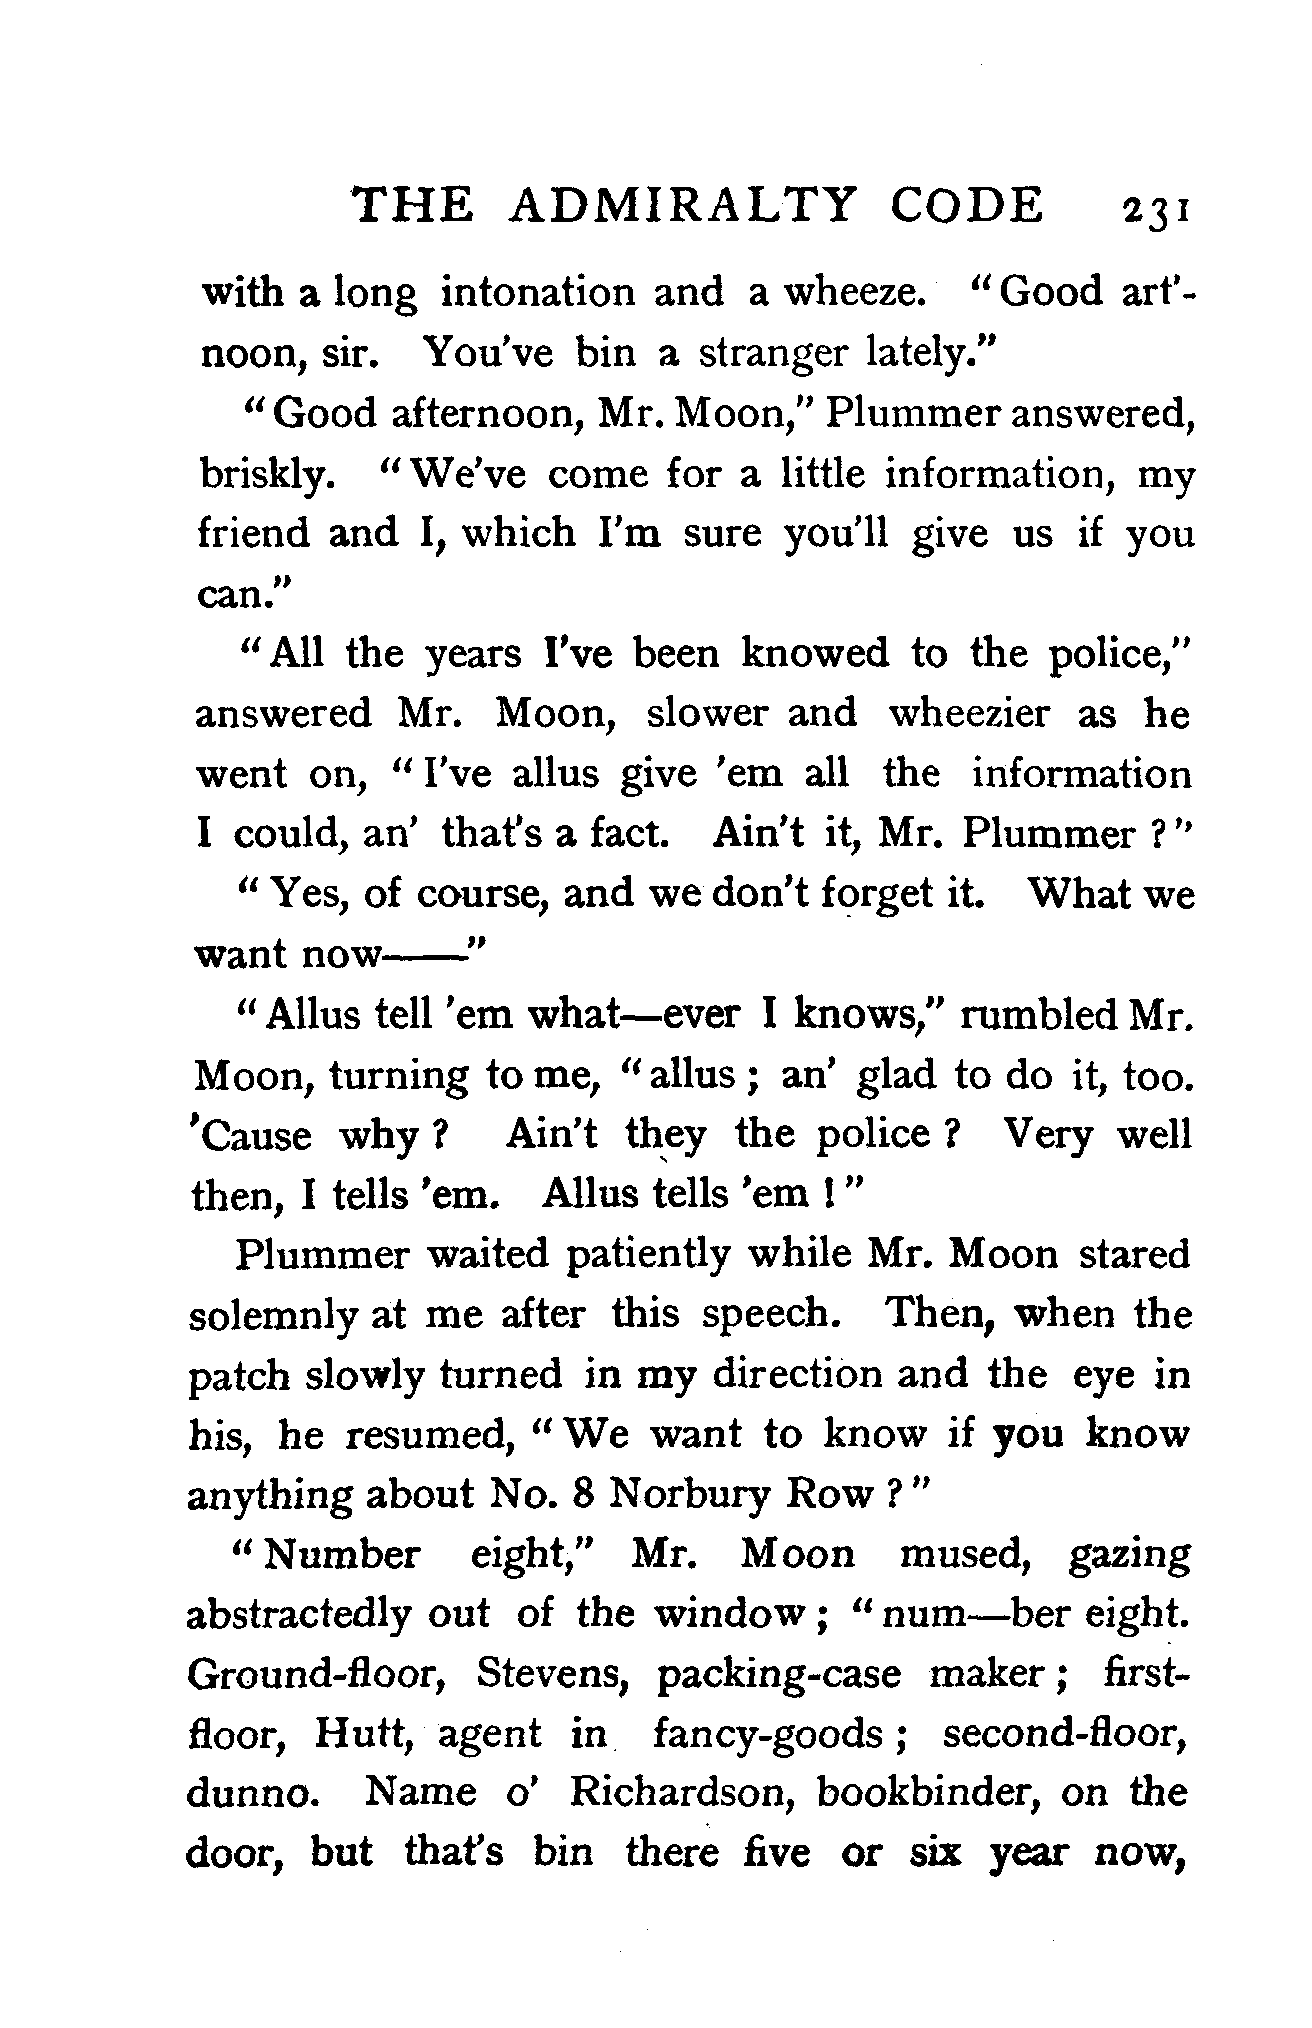 THE ADMIRALTY CODE 231
with a long intonation and a wheeze. "Good art'-
noon, sir. You've bin a stranger lately."
"Good afternoon, Mr. Moon," Plummer answered,
briskly. "We've come for a little information, my
friend and I, which I'm sure you'll give us if you
can."
"All the years I've been knowed to the police,"
answered Mr. Moon, slower and wheezier as he
went on, "I've allus give 'em all the information
I could, an' that's a fact. Ain't it, Mr. Plummer?"
"Yes, of course, and we don't forget it. What we
want now——"
"Allus tell 'em what—ever I knows," rumbled Mr.
Moon, turning to me, "allus; an' glad to do it, too.
'Cause why? Ain't they the police? Very well
then, I tells 'em. Allus tells 'em!"
Plummer waited patiently while Mr. Moon stared
solemnly at me after this speech. Then, when the
patch slowly turned in my direction and the eye in
his, he resumed, "We want to know if you know
anything about No. 8 Norbury Row?"
"Number eight," Mr. Moon mused, gazing
abstractedly out of the window; "num—ber eight.
Ground-floor, Stevens, packing-case maker; first-
floor, Hutt, agent in fancy-goods; second-floor,
dunno. Name o' Richardson, bookbinder, on the
door, but that's bin there five or six year now,